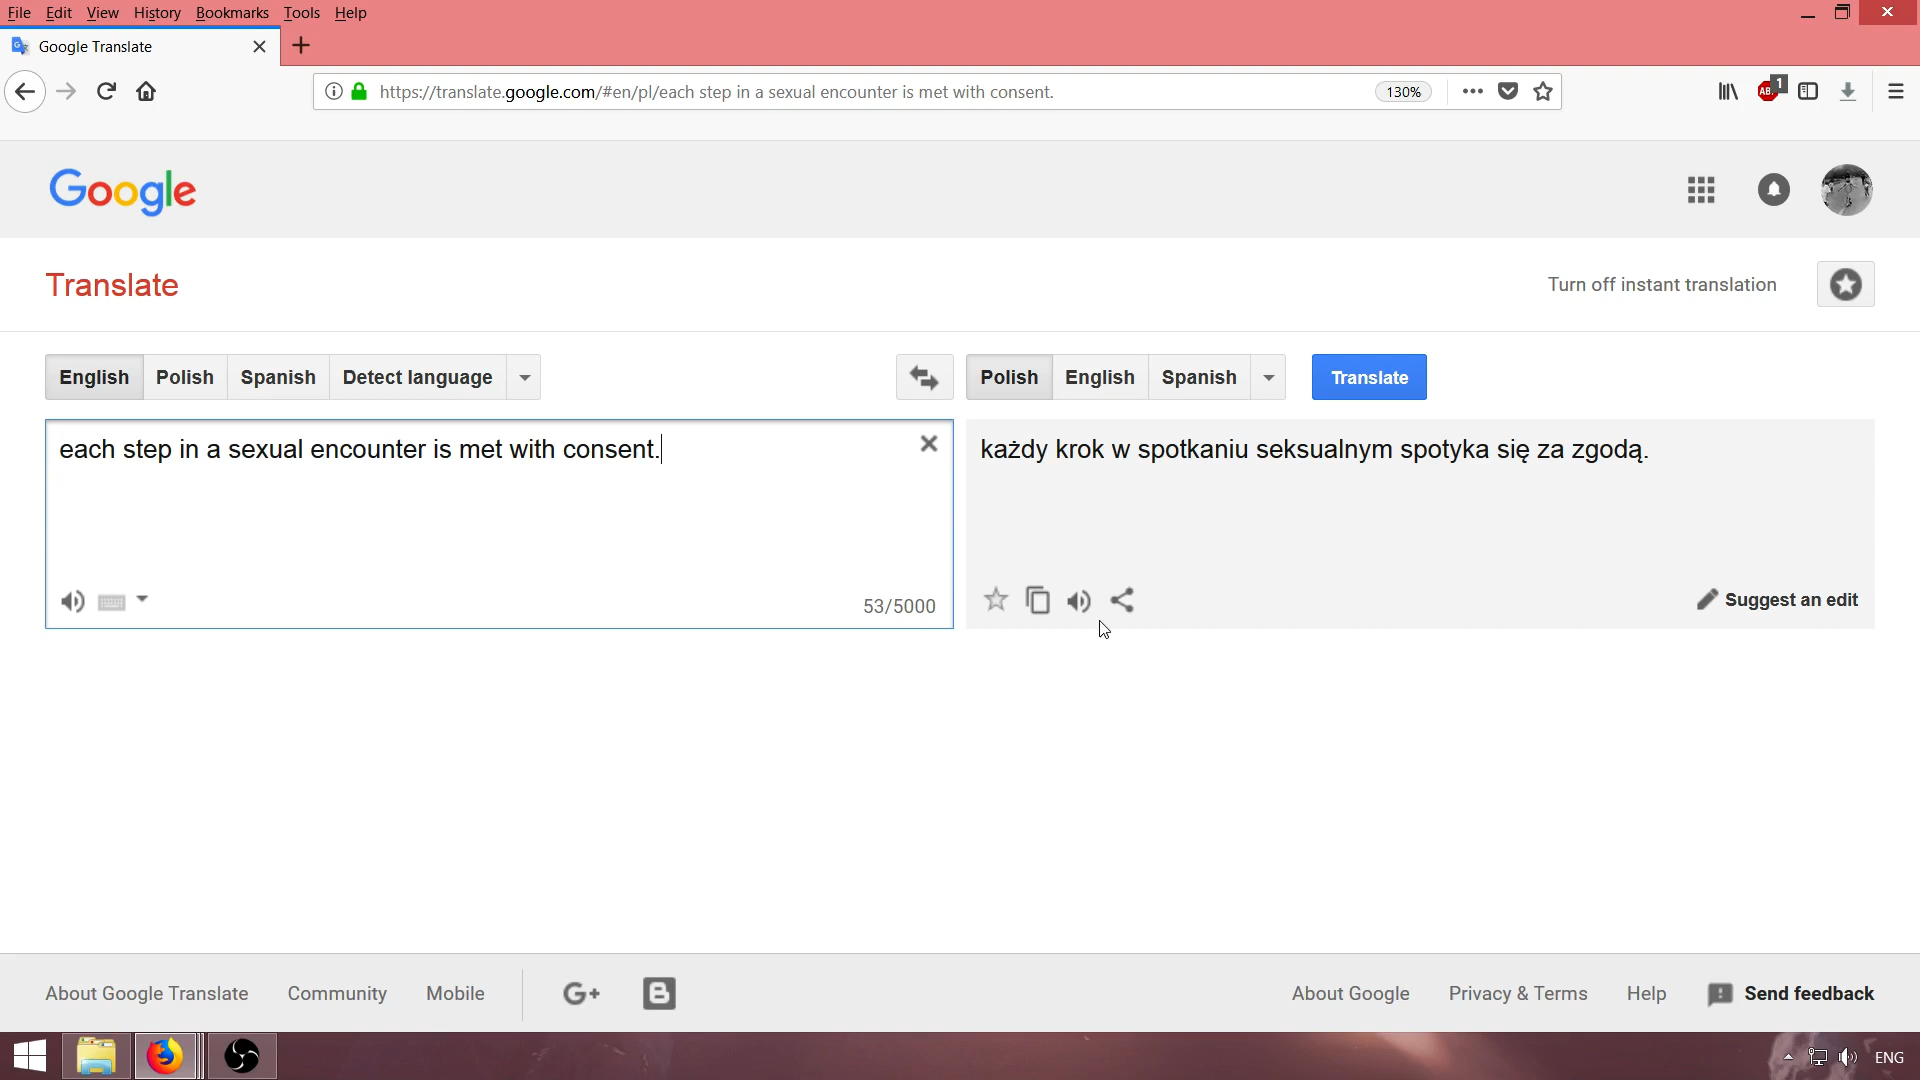 File Edit View History Bookmarks Tools Help
Google Translate
https://translate.google.com/#en/pl/each step in a sexual encounter is met with consent.
130%
ABP
1
Google
Translate
Turn off instant translation
English Polish Spanish Detect language
Polish English Spanish
Translate
each step in a sexual encounter is met with consent.
każdy krok w spotkaniu seksualnym spotyka się za zgodą.
53/5000
Suggest an edit
About Google Translate Community Mobile G+ B About Google Privacy & Terms Help Send feedback
ENG